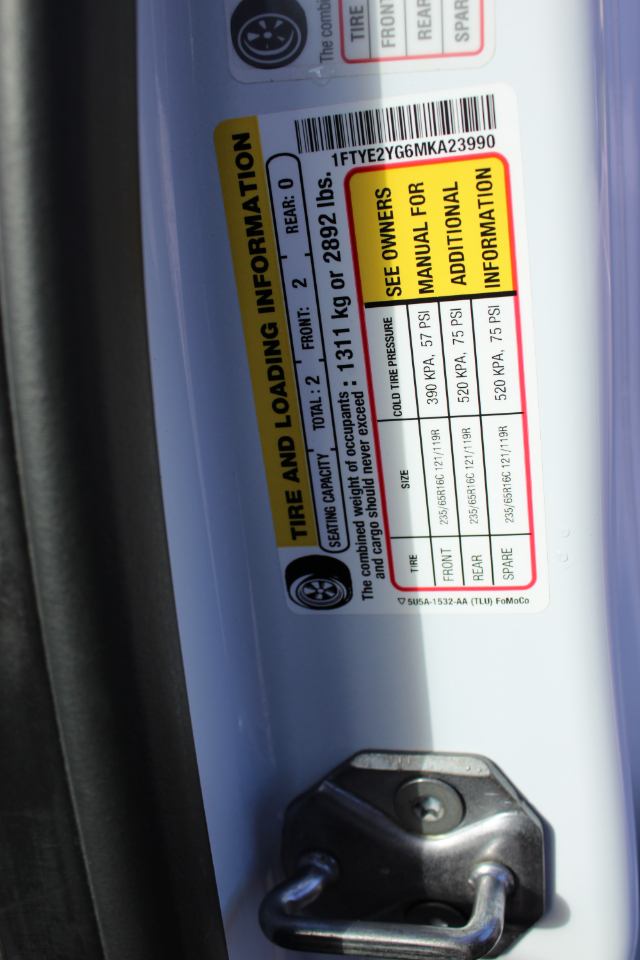 The combin
TIRE
FRONT
REAR
SPARE
1FTYE2YG6MKA23990
TIRE AND LOADING INFORMATION
SEATING CAPACITY TOTAL : 2 FRONT: 2 REAR: 0
The combined weight of occupants : 1311 kg or 2892 lbs.
and cargo should never exceed
TIRE SIZE COLD TIRE PRESSURE SEE OWNERS
FRONT 235/65R16C 121/119R 390 KPA, 57 PSI MANUAL FOR
REAR 235/65R16C 121/119R 520 KPA, 75 PSI ADDITIONAL
SPARE 235/65R16C 121/119R 520 KPA, 75 PSI INFORMATION
5U5A-1532-AA (TLU) FoMoCo